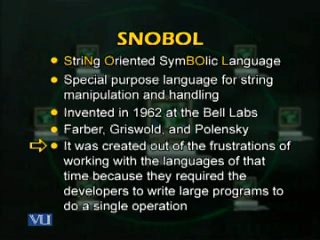 SNOBOL
StriNg Oriented SymBOlic Language
Special purpose language for string
manipulation and handling
Invented in 1962 at the Bell Labs
Farber, Griswold, and Polensky
It was created out of the frustrations of
working with the languages of that
time because they required the
developers to write large programs to
do a single operation
VU